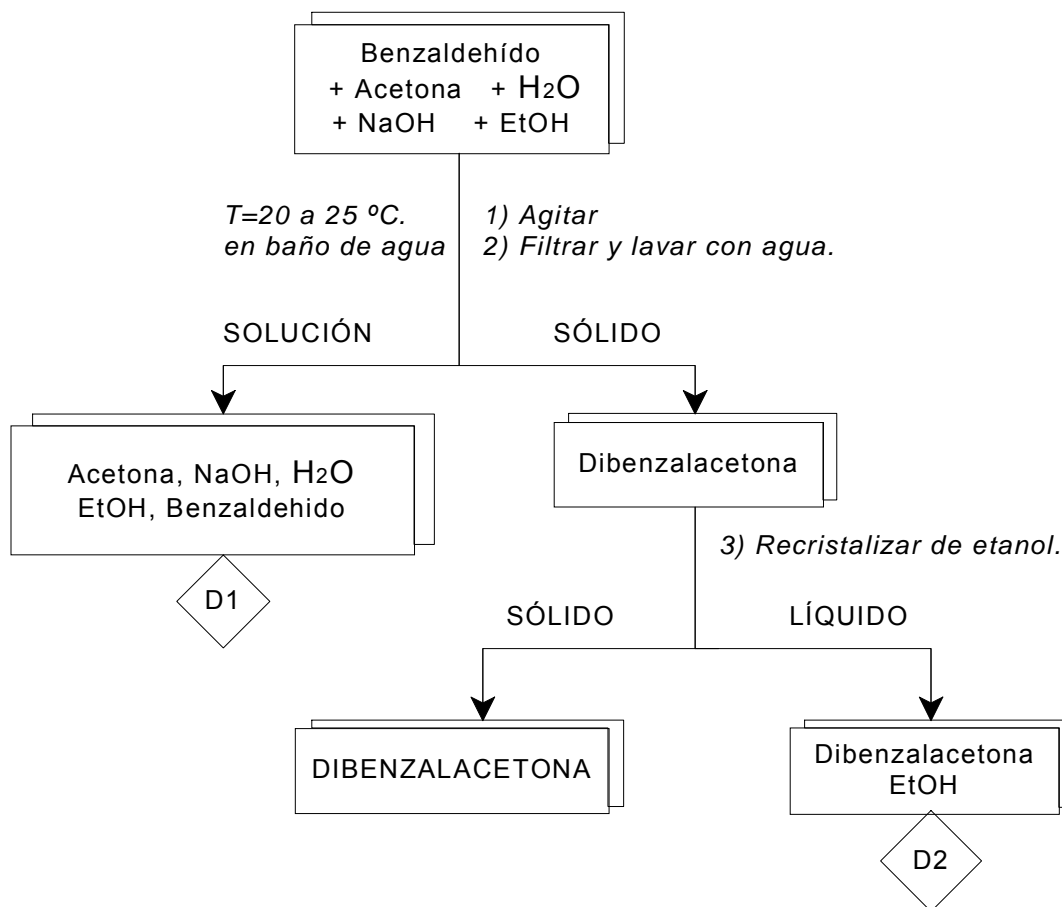 Benzaldehído
+ Acetona + H2O
+ NaOH + EtOH
T=20 a 25 ºC.
en baño de agua
1) Agitar
2) Filtrar y lavar con agua.
SOLUCIÓN
SÓLIDO
Acetona, NaOH, H2O
EtOH, Benzaldehido
Dibenzalacetona
D1
3) Recristalizar de etanol.
SÓLIDO
LÍQUIDO
DIBENZALACETONA
Dibenzalacetona
EtOH
D2